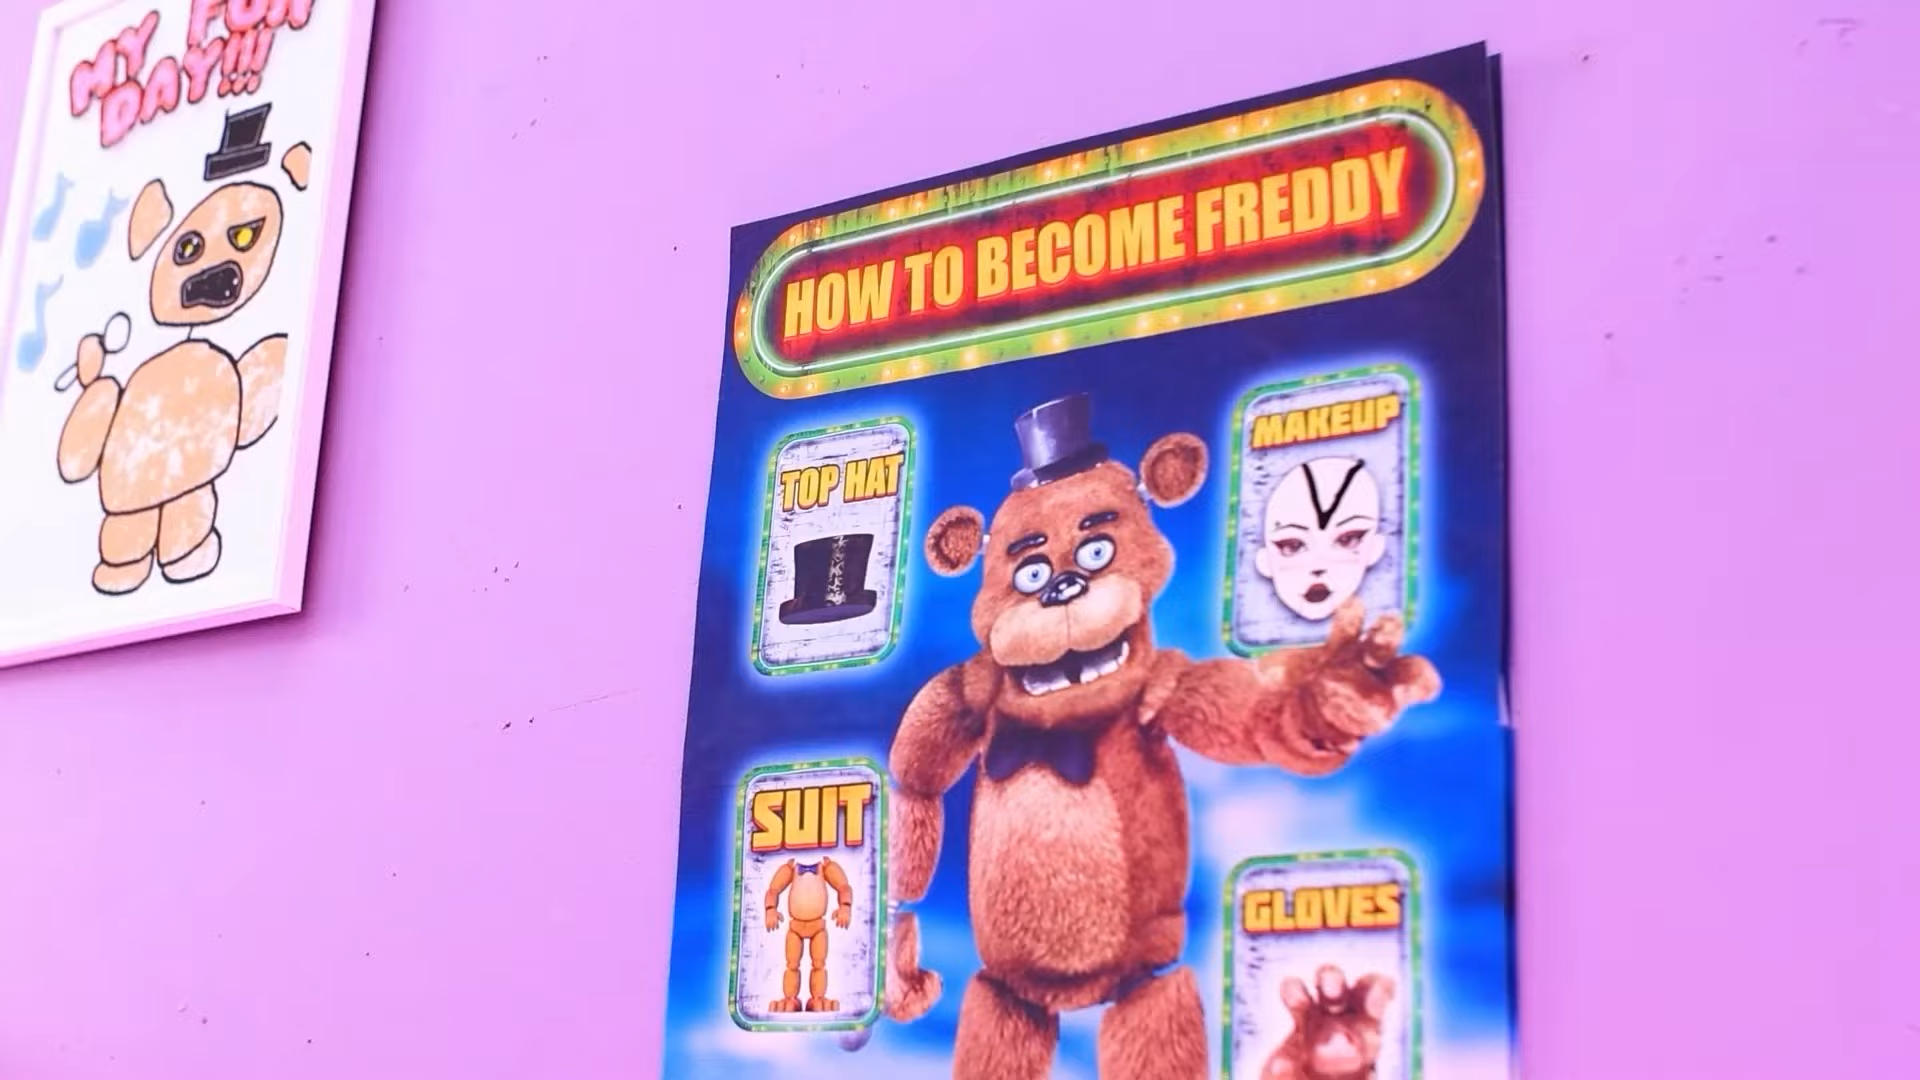 MY FUN
DAY!!!
HOW TO BECOME FREDDY
TOP HAT
MAKEUP
SUIT
GLOVES